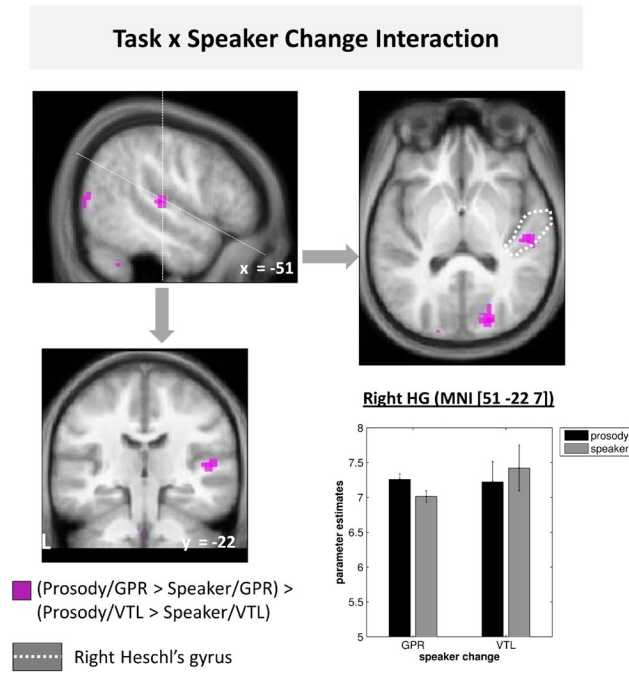 Task x Speaker Change Interaction
x = -51
L
y = -22
Right HG (MNI [51 -22 7])
8
7.5
7
6.5
6
5.5
5
parameter estimates
GPR
VTL
speaker change
prosody
speaker
(Prosody/GPR > Speaker/GPR) >
(Prosody/VTL > Speaker/VTL)
Right Heschl's gyrus